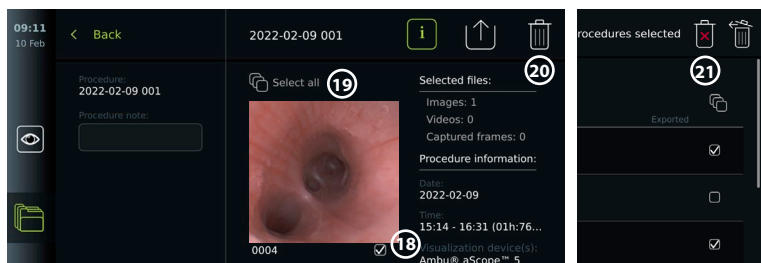 09:11
10 Feb
Back
2022-02-09 001
i
rocedures selected
Procedure:
2022-02-09 001
Procedure note:
Select all
19
Selected files:
Images: 1
Videos: 0
Captured frames: 0
Procedure information:
Date:
2022-02-09
Time:
15:14 - 16:31 (01h:76...
Visualization device(s):
Ambu® aScope™ 5
0004
18
20
21
Exported